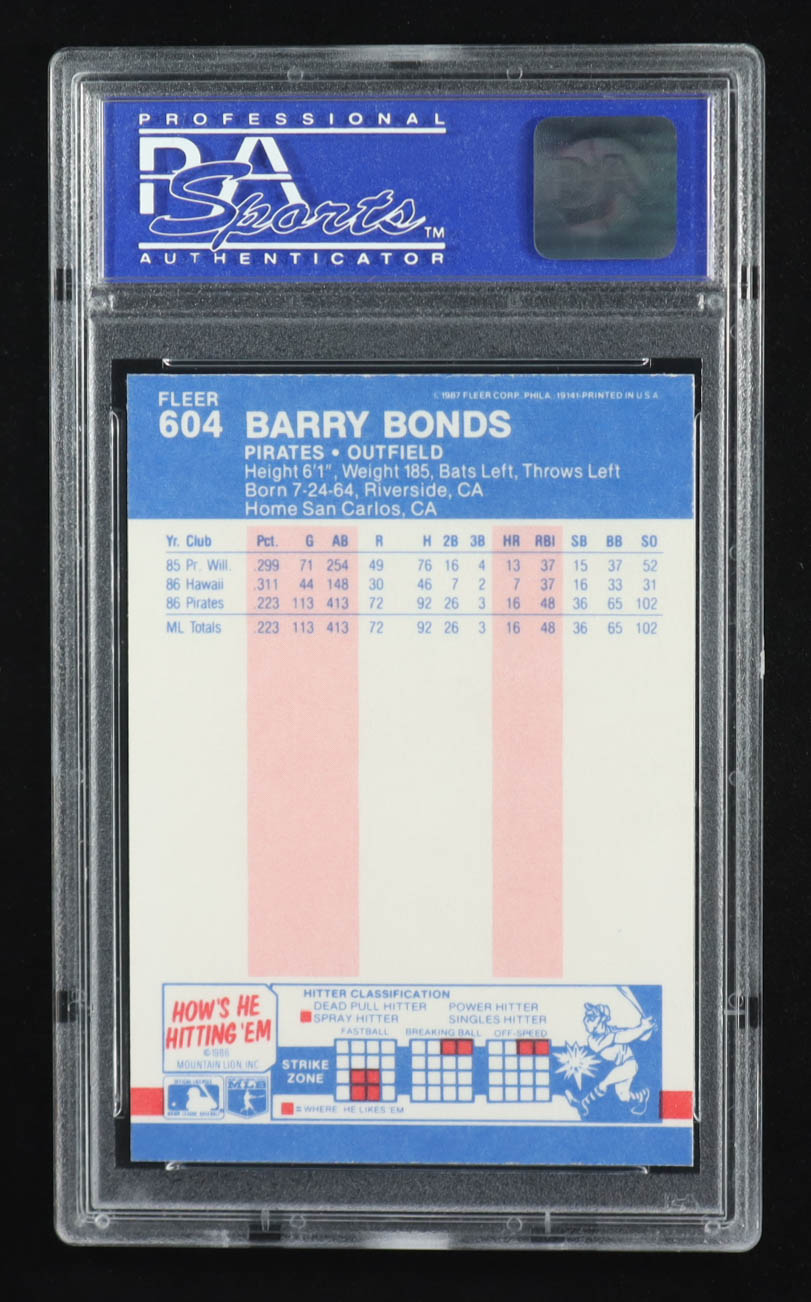 PROFESSIONAL
PSA
Sports™
AUTHENTICATOR
FLEER
© 1987 FLEER CORP. PHILA. 19141-PRINTED IN U.S.A.
604 BARRY BONDS
PIRATES • OUTFIELD
Height 6'1", Weight 185, Bats Left, Throws Left
Born 7-24-64, Riverside, CA
Home San Carlos, CA
Yr. Club Pct. G AB R H 2B 3B HR RBI SB BB SO
85 Pr. Will. .299 71 254 49 76 16 4 13 37 15 37 52
86 Hawaii .311 44 148 30 46 7 2 7 37 16 33 31
86 Pirates .223 113 413 72 92 26 3 16 48 36 65 102
ML Totals .223 113 413 72 92 26 3 16 48 36 65 102
HOW'S HE
HITTING 'EM
©1986
MOUNTAIN LION, INC.
HITTER CLASSIFICATION
DEAD PULL HITTER POWER HITTER
SPRAY HITTER SINGLES HITTER
FASTBALL BREAKING BALL OFF-SPEED
STRIKE
ZONE
= WHERE HE LIKES 'EM